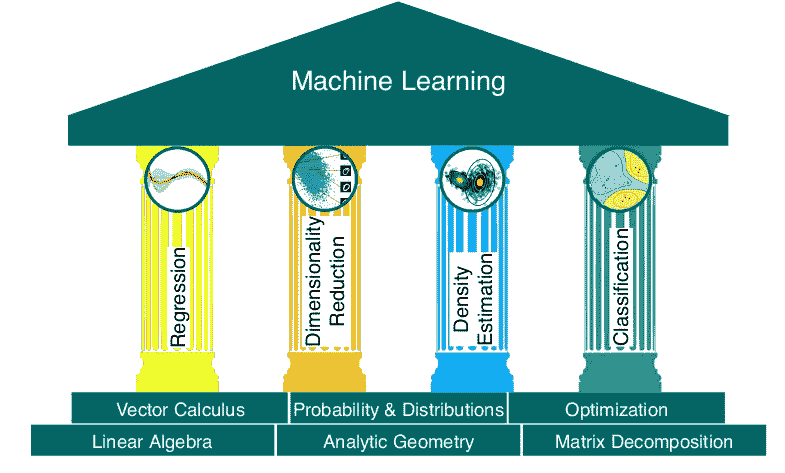 Machine Learning
Regression
Dimensionality
Reduction
Density
Estimation
Classification
Vector Calculus
Probability & Distributions
Optimization
Linear Algebra
Analytic Geometry
Matrix Decomposition